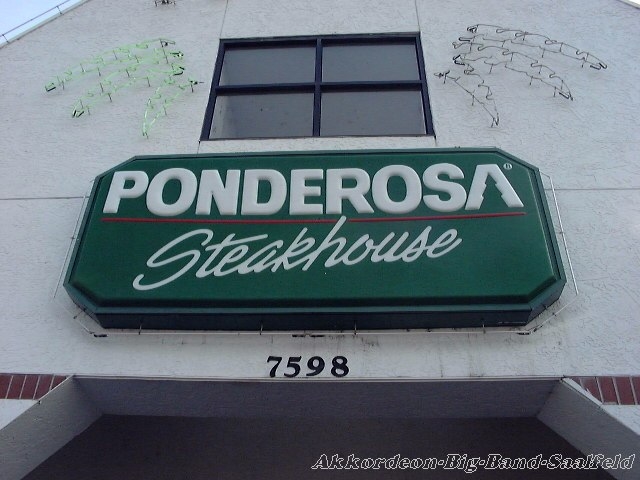 PONDEROSA®
Steakhouse
7598
Akkordeon-Big-Band-Saalfeld